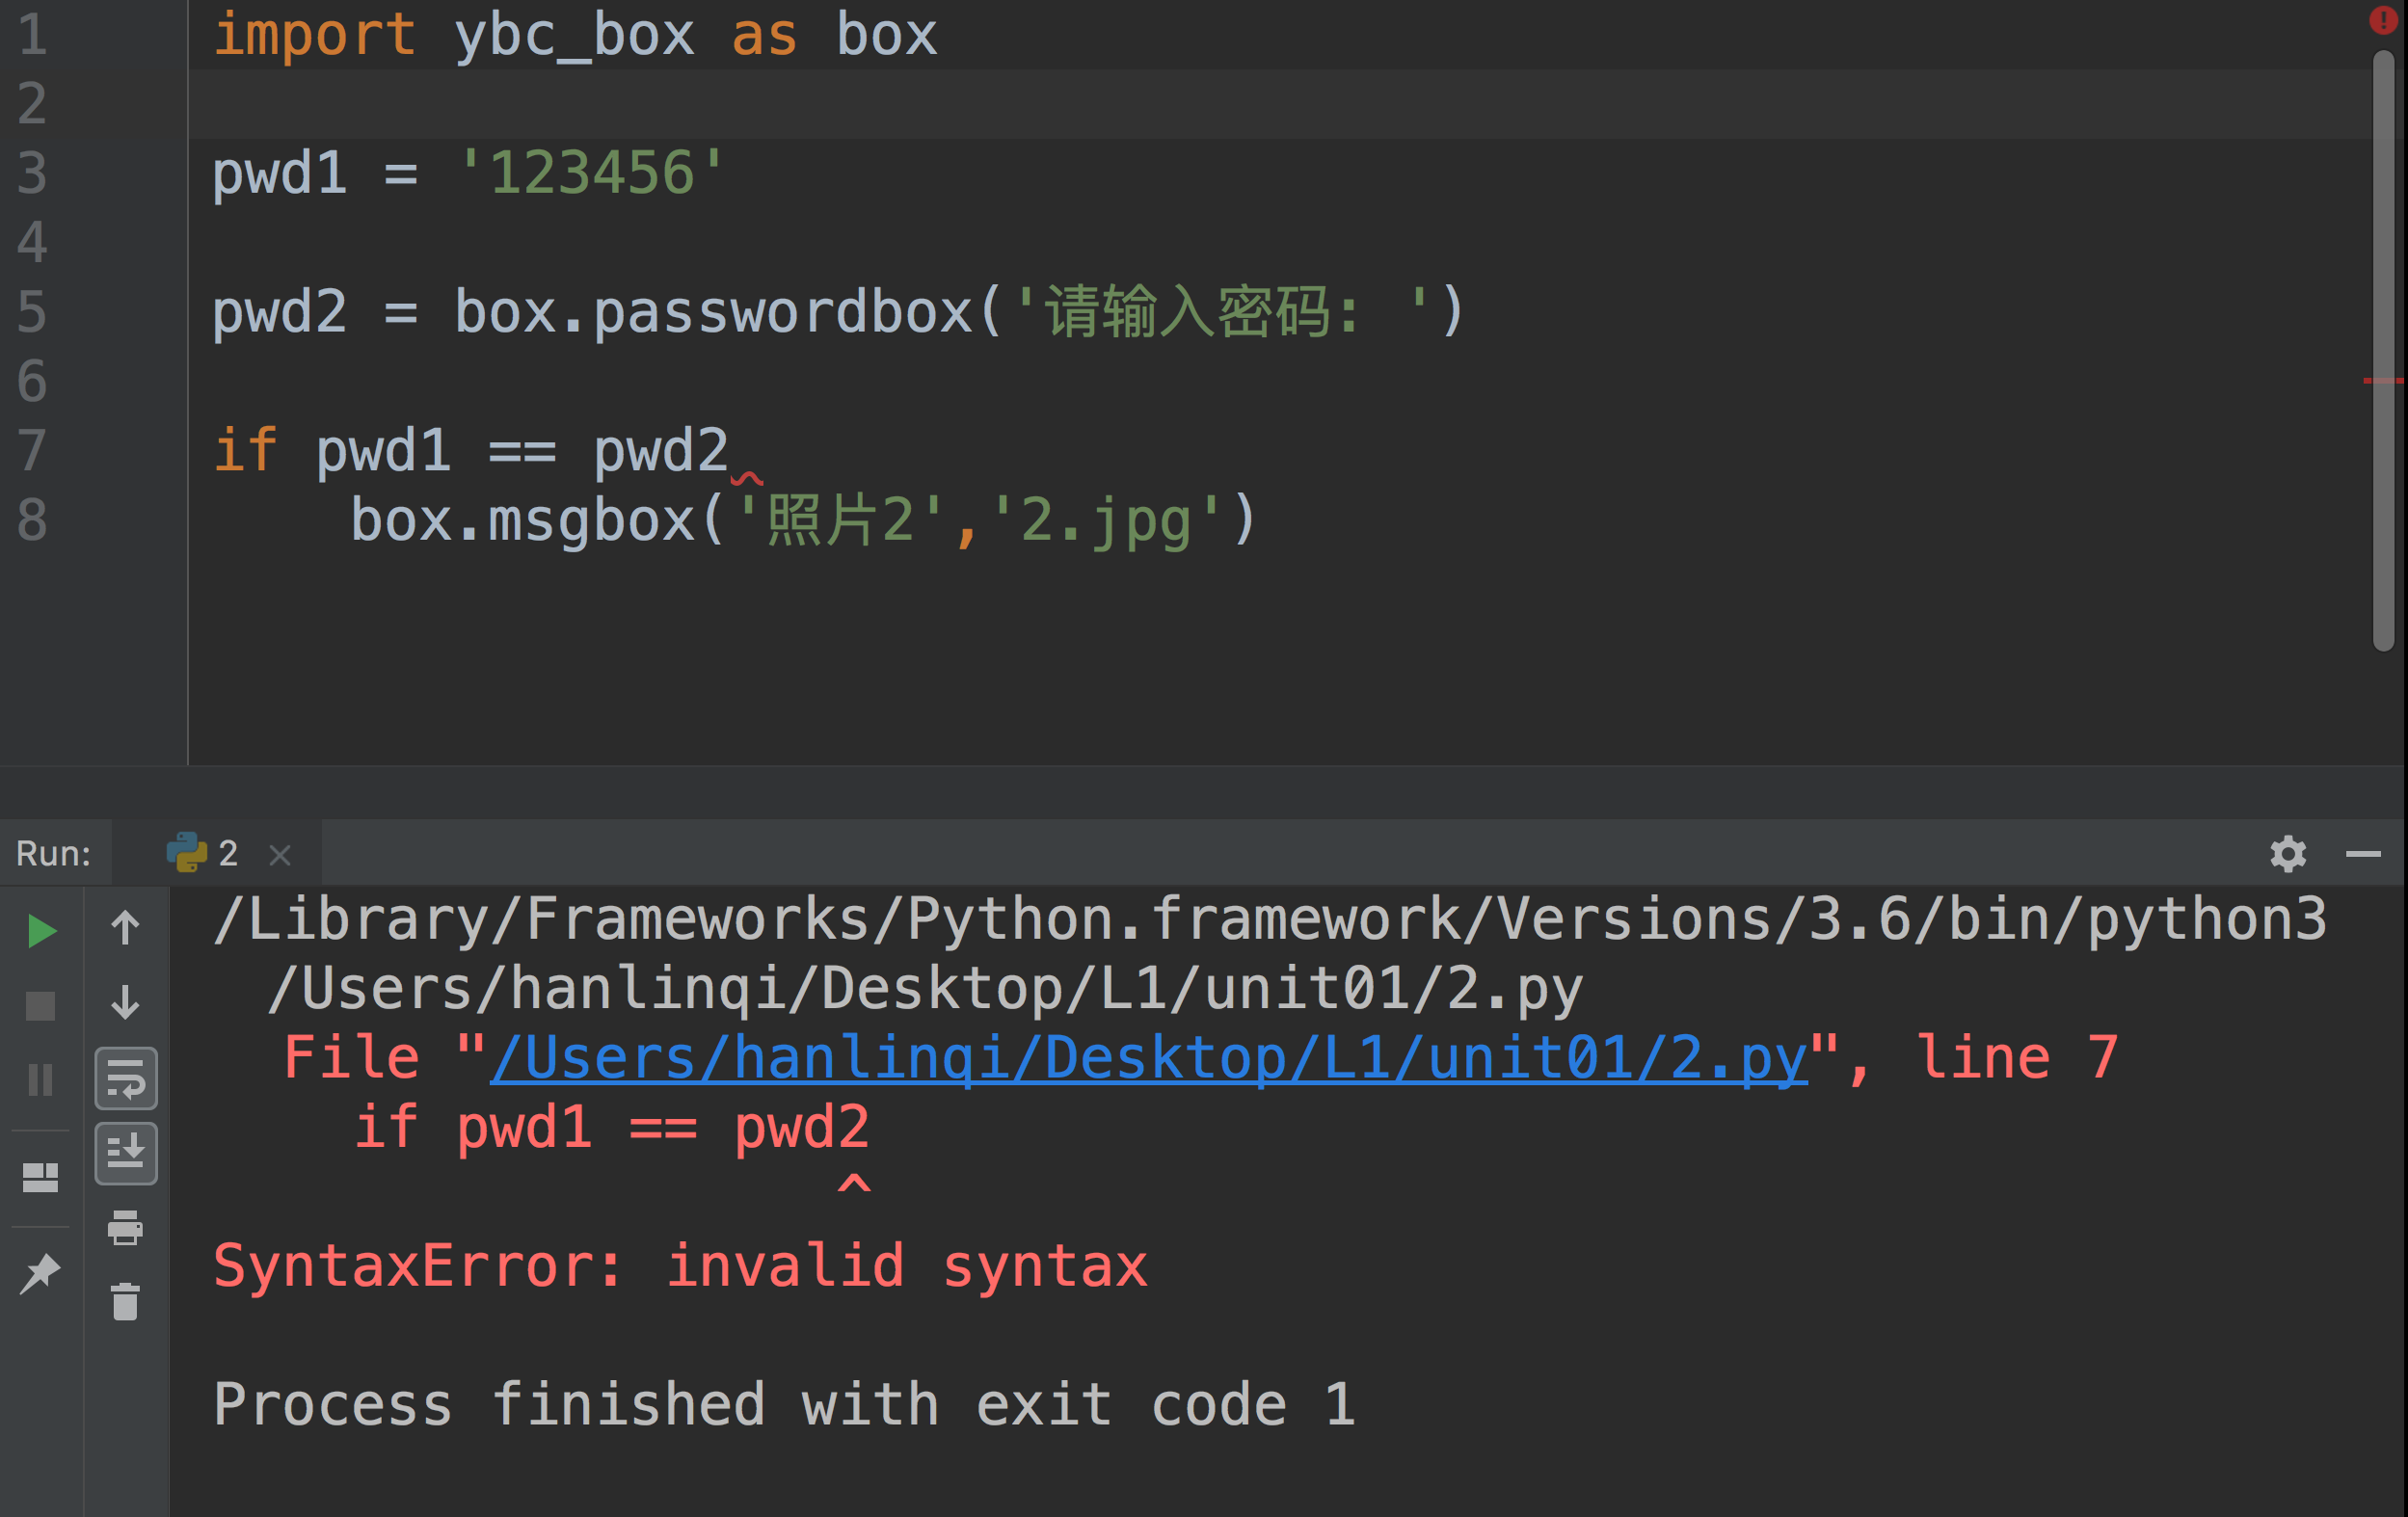 1 import ybc_box as box
2
3 pwd1 = '123456'
4
5 pwd2 = box.passwordbox('请输入密码: ')
6
7 if pwd1 == pwd2
8     box.msgbox('照片2','2.jpg')
Run: 2
/Library/Frameworks/Python.framework/Versions/3.6/bin/python3
/Users/hanlinqi/Desktop/L1/unit01/2.py
File "/Users/hanlinqi/Desktop/L1/unit01/2.py", line 7
if pwd1 == pwd2
^
SyntaxError: invalid syntax
Process finished with exit code 1